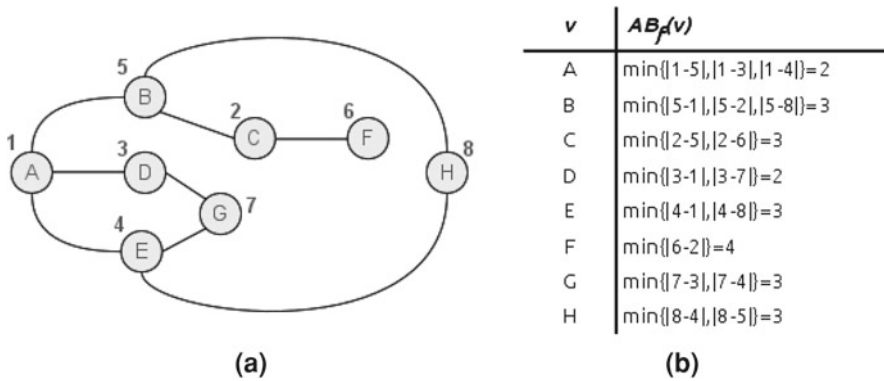 5
B
2
C
6
F
1
A
3
D
8
H
G
7
4
E
(a)
v AB_f(v)
A min{|1-5|,|1-3|,|1-4|}=2
B min{|5-1|,|5-2|,|5-8|}=3
C min{|2-5|,|2-6|}=3
D min{|3-1|,|3-7|}=2
E min{|4-1|,|4-8|}=3
F min{|6-2|}=4
G min{|7-3|,|7-4|}=3
H min{|8-4|,|8-5|}=3
(b)